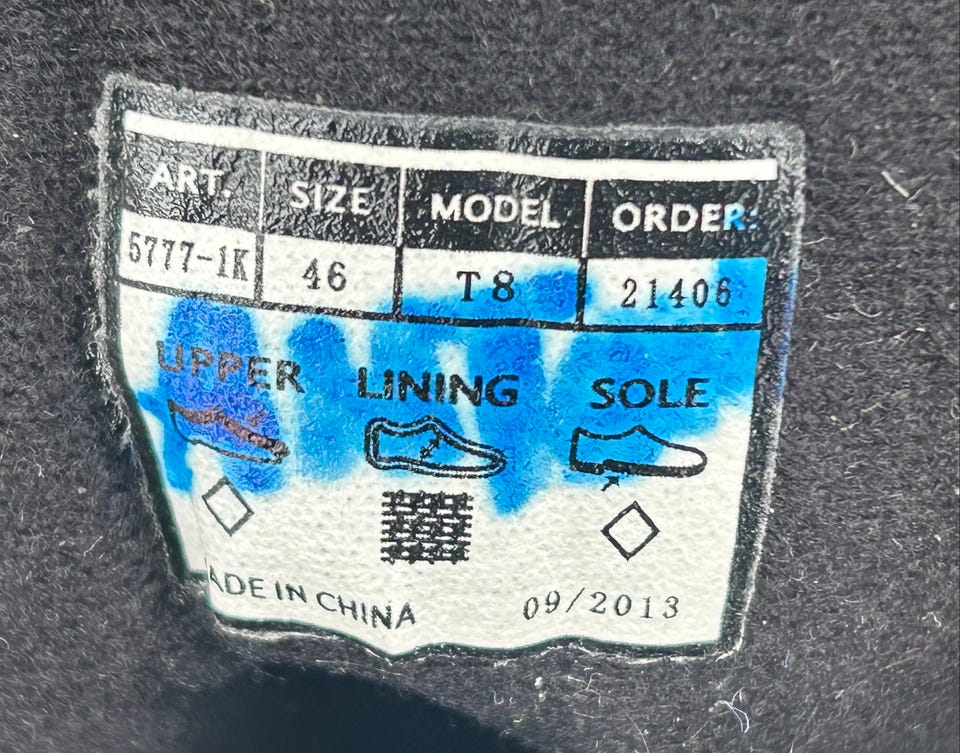 ART. SIZE MODEL ORDER:
5777-1K 46 T8 21406
UPPER LINING SOLE
ADE IN CHINA 09/2013